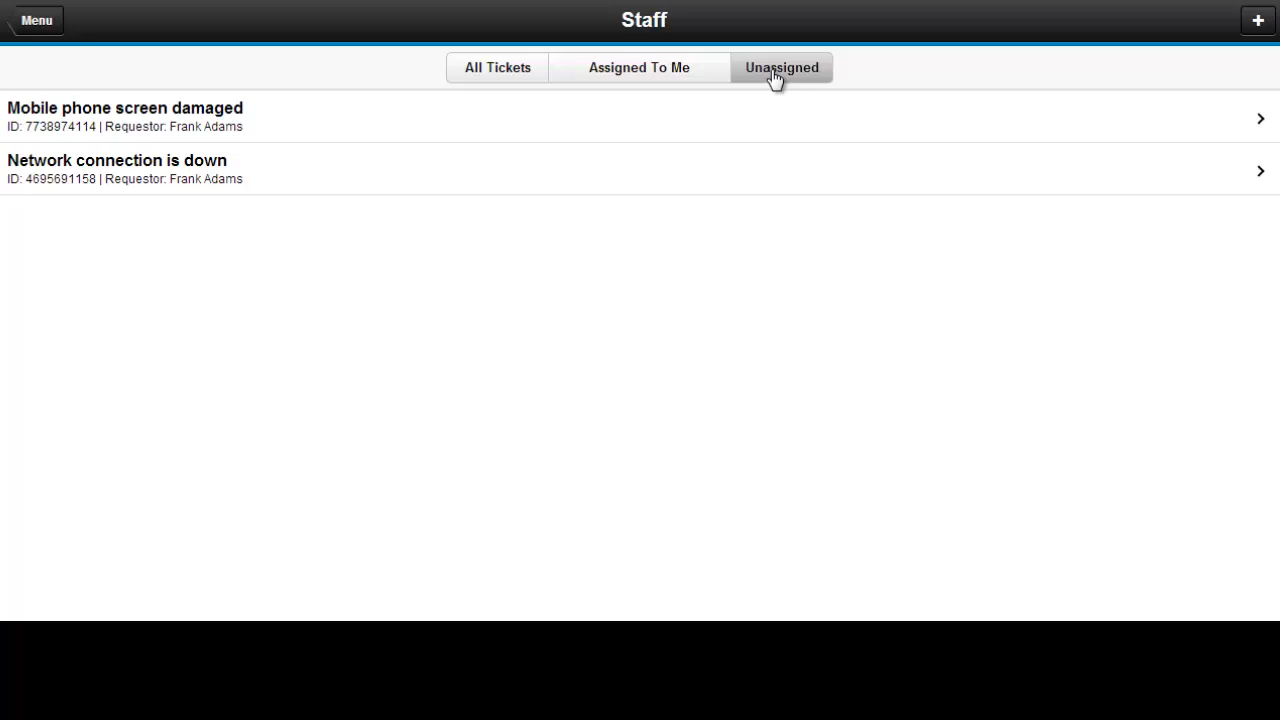 Menu
Staff
+
All Tickets
Assigned To Me
Unassigned
Mobile phone screen damaged
ID: 7738974114 | Requestor: Frank Adams
Network connection is down
ID: 4695691158 | Requestor: Frank Adams